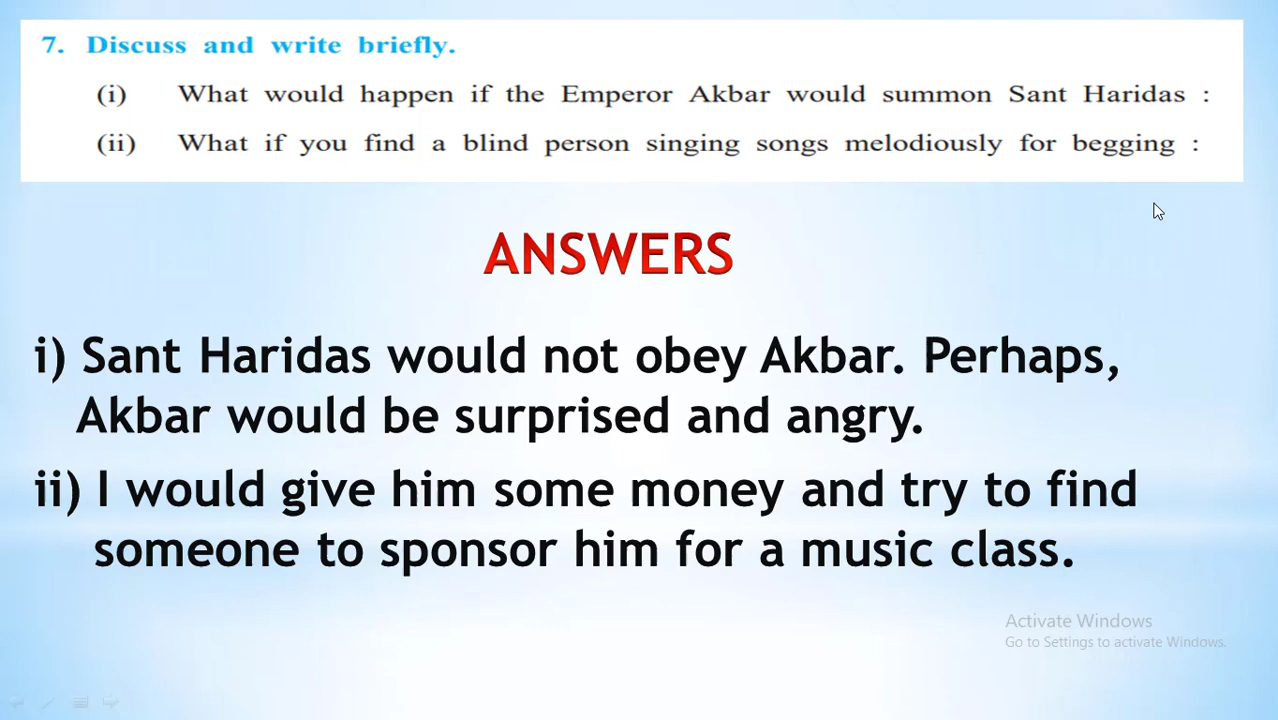 7. Discuss and write briefly.
(i) What would happen if the Emperor Akbar would summon Sant Haridas :
(ii) What if you find a blind person singing songs melodiously for begging :
ANSWERS
i) Sant Haridas would not obey Akbar. Perhaps,
Akbar would be surprised and angry.
ii) I would give him some money and try to find
someone to sponsor him for a music class.
Activate Windows
Go to Settings to activate Windows.